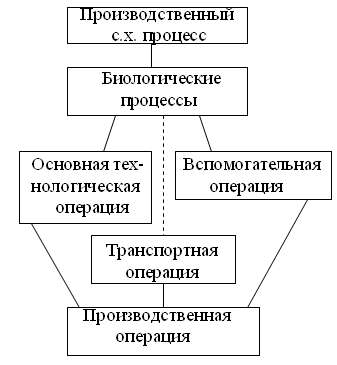 Производственный
с.х. процесс
Биологические
процессы
Основная тех-
нологическая
операция
Вспомогательная
операция
Транспортная
операция
Производственная
операция